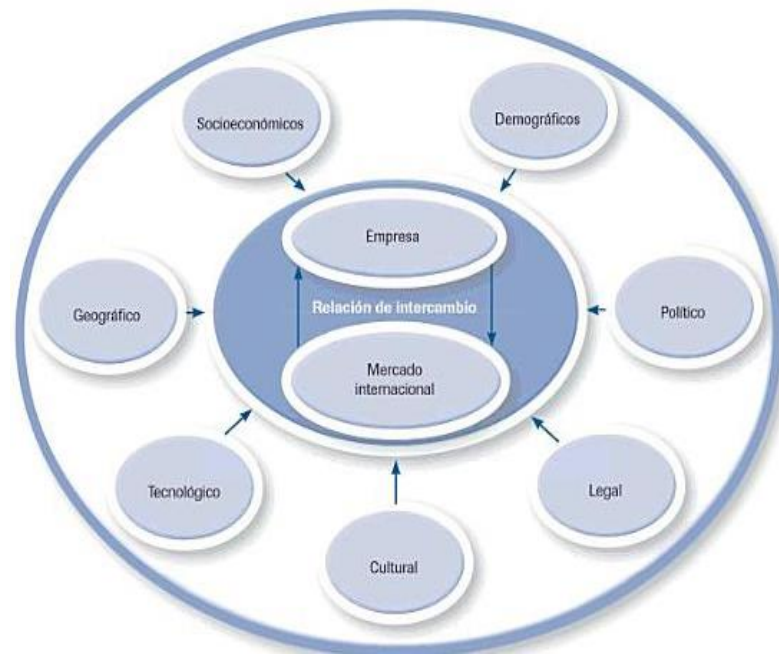 Socioeconómicos
Demográficos
Empresa
Geográfico
Relación de intercambio
Político
Mercado
internacional
Tecnológico
Legal
Cultural